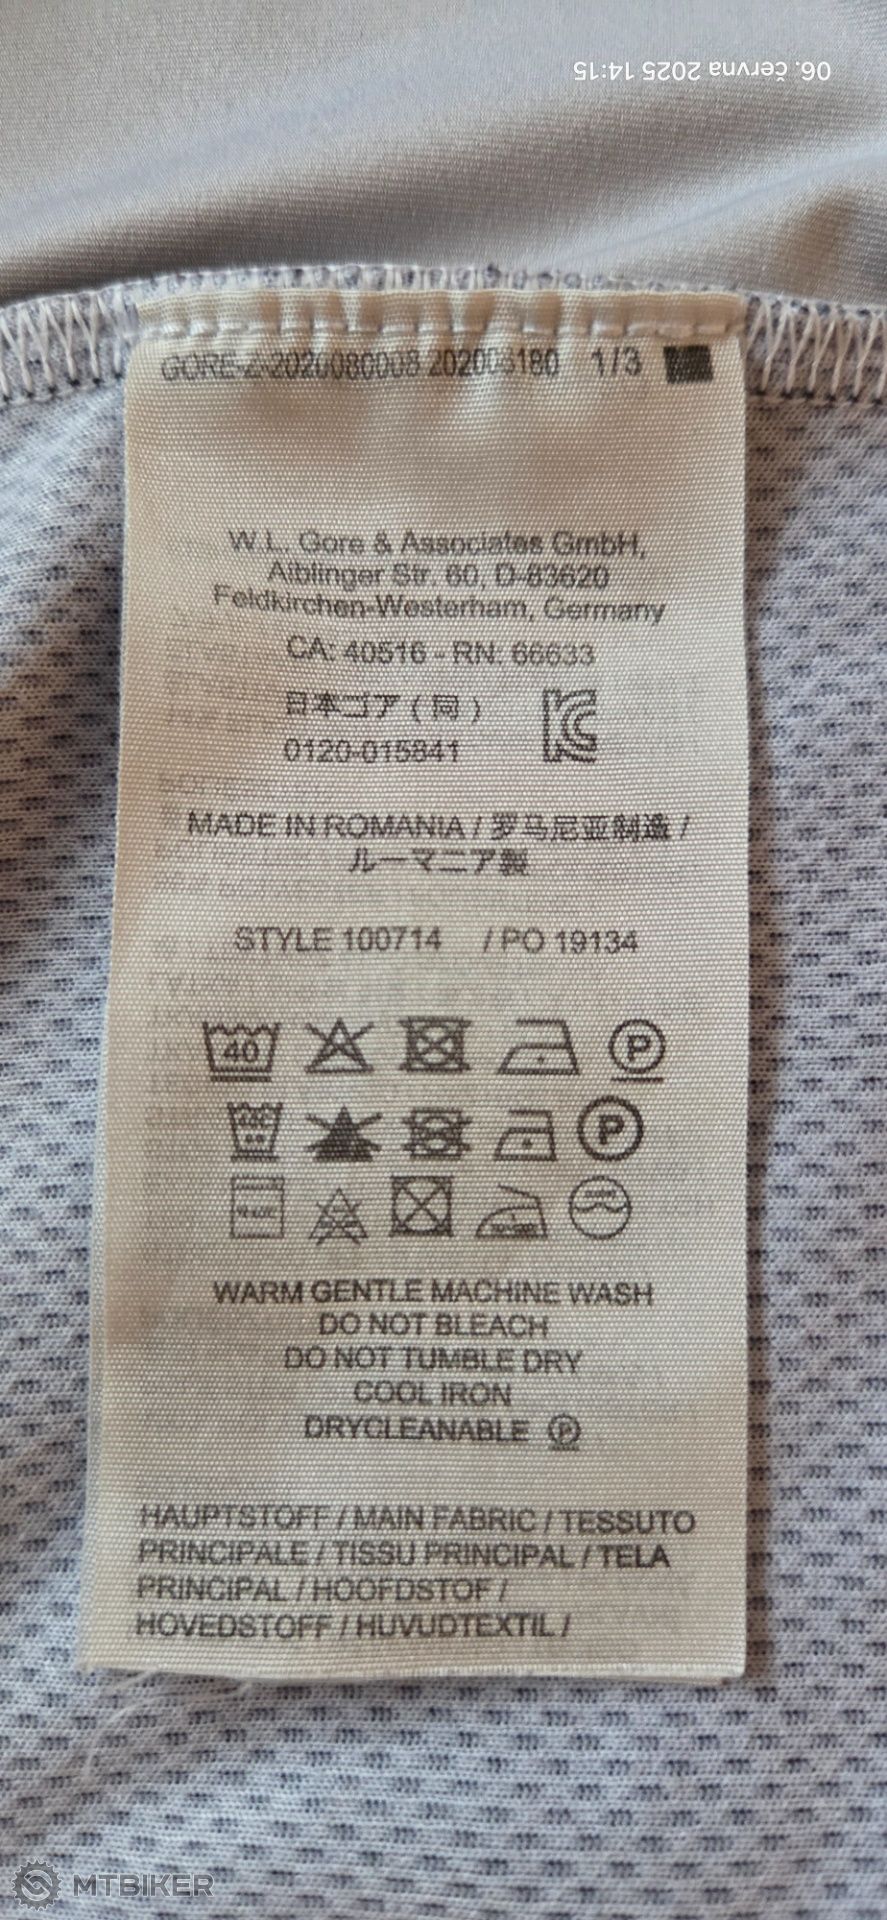 06. června 2025 14:15
GORE-Z-2020080008 202006180 1/3
W.L. Gore & Associates GmbH,
Aiblinger Str. 60, D-83620
Feldkirchen-Westerham, Germany
CA: 40516 - RN: 66633
日本ゴア ( 同 )
0120-015841
MADE IN ROMANIA / 罗马尼亚制造 /
ルーマニア製
STYLE 100714 / PO 19134
40 P
P
WARM GENTLE MACHINE WASH
DO NOT BLEACH
DO NOT TUMBLE DRY
COOL IRON
DRYCLEANABLE P
HAUPTSTOFF / MAIN FABRIC / TESSUTO
PRINCIPALE / TISSU PRINCIPAL / TELA
PRINCIPAL / HOOFDSTOF /
HOVEDSTOFF / HUVUDTEXTIL /
MTBIKER